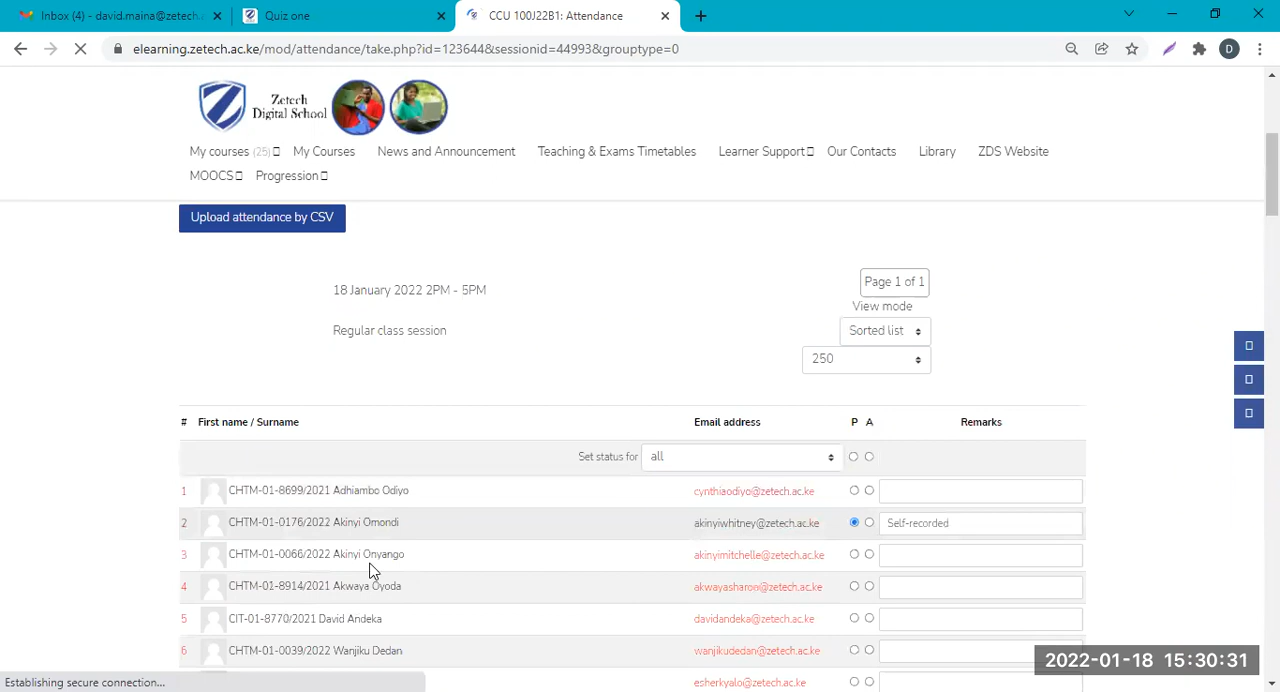 Inbox (4) - david.maina@zetech.
Quiz one
CCU 100J22B1: Attendance
elearning.zetech.ac.ke/mod/attendance/take.php?id=123644&sessionid=44993&grouptype=0
D
Zetech
Digital School
My courses (25) My Courses News and Announcement Teaching & Exams Timetables Learner Support Our Contacts Library ZDS Website
MOOCS Progression
Upload attendance by CSV
18 January 2022 2PM - 5PM
Page 1 of 1
View mode
Regular class session
Sorted list
250
# First name / Surname Email address P A Remarks
Set status for all
1 CHTM-01-8699/2021 Adhiambo Odiyo cynthiaodiyo@zetech.ac.ke
2 CHTM-01-0176/2022 Akinyi Omondi akinyiwhitney@zetech.ac.ke Self-recorded
3 CHTM-01-0066/2022 Akinyi Onyango akinyimitchelle@zetech.ac.ke
4 CHTM-01-8914/2021 Akwaya Oyoda akwayasharon@zetech.ac.ke
5 CIT-01-8770/2021 David Andeka davidandeka@zetech.ac.ke
6 CHTM-01-0039/2022 Wanjiku Dedan wanjikudedan@zetech.ac.ke
esherkyalo@zetech.ac.ke
2022-01-18 15:30:31
Establishing secure connection...